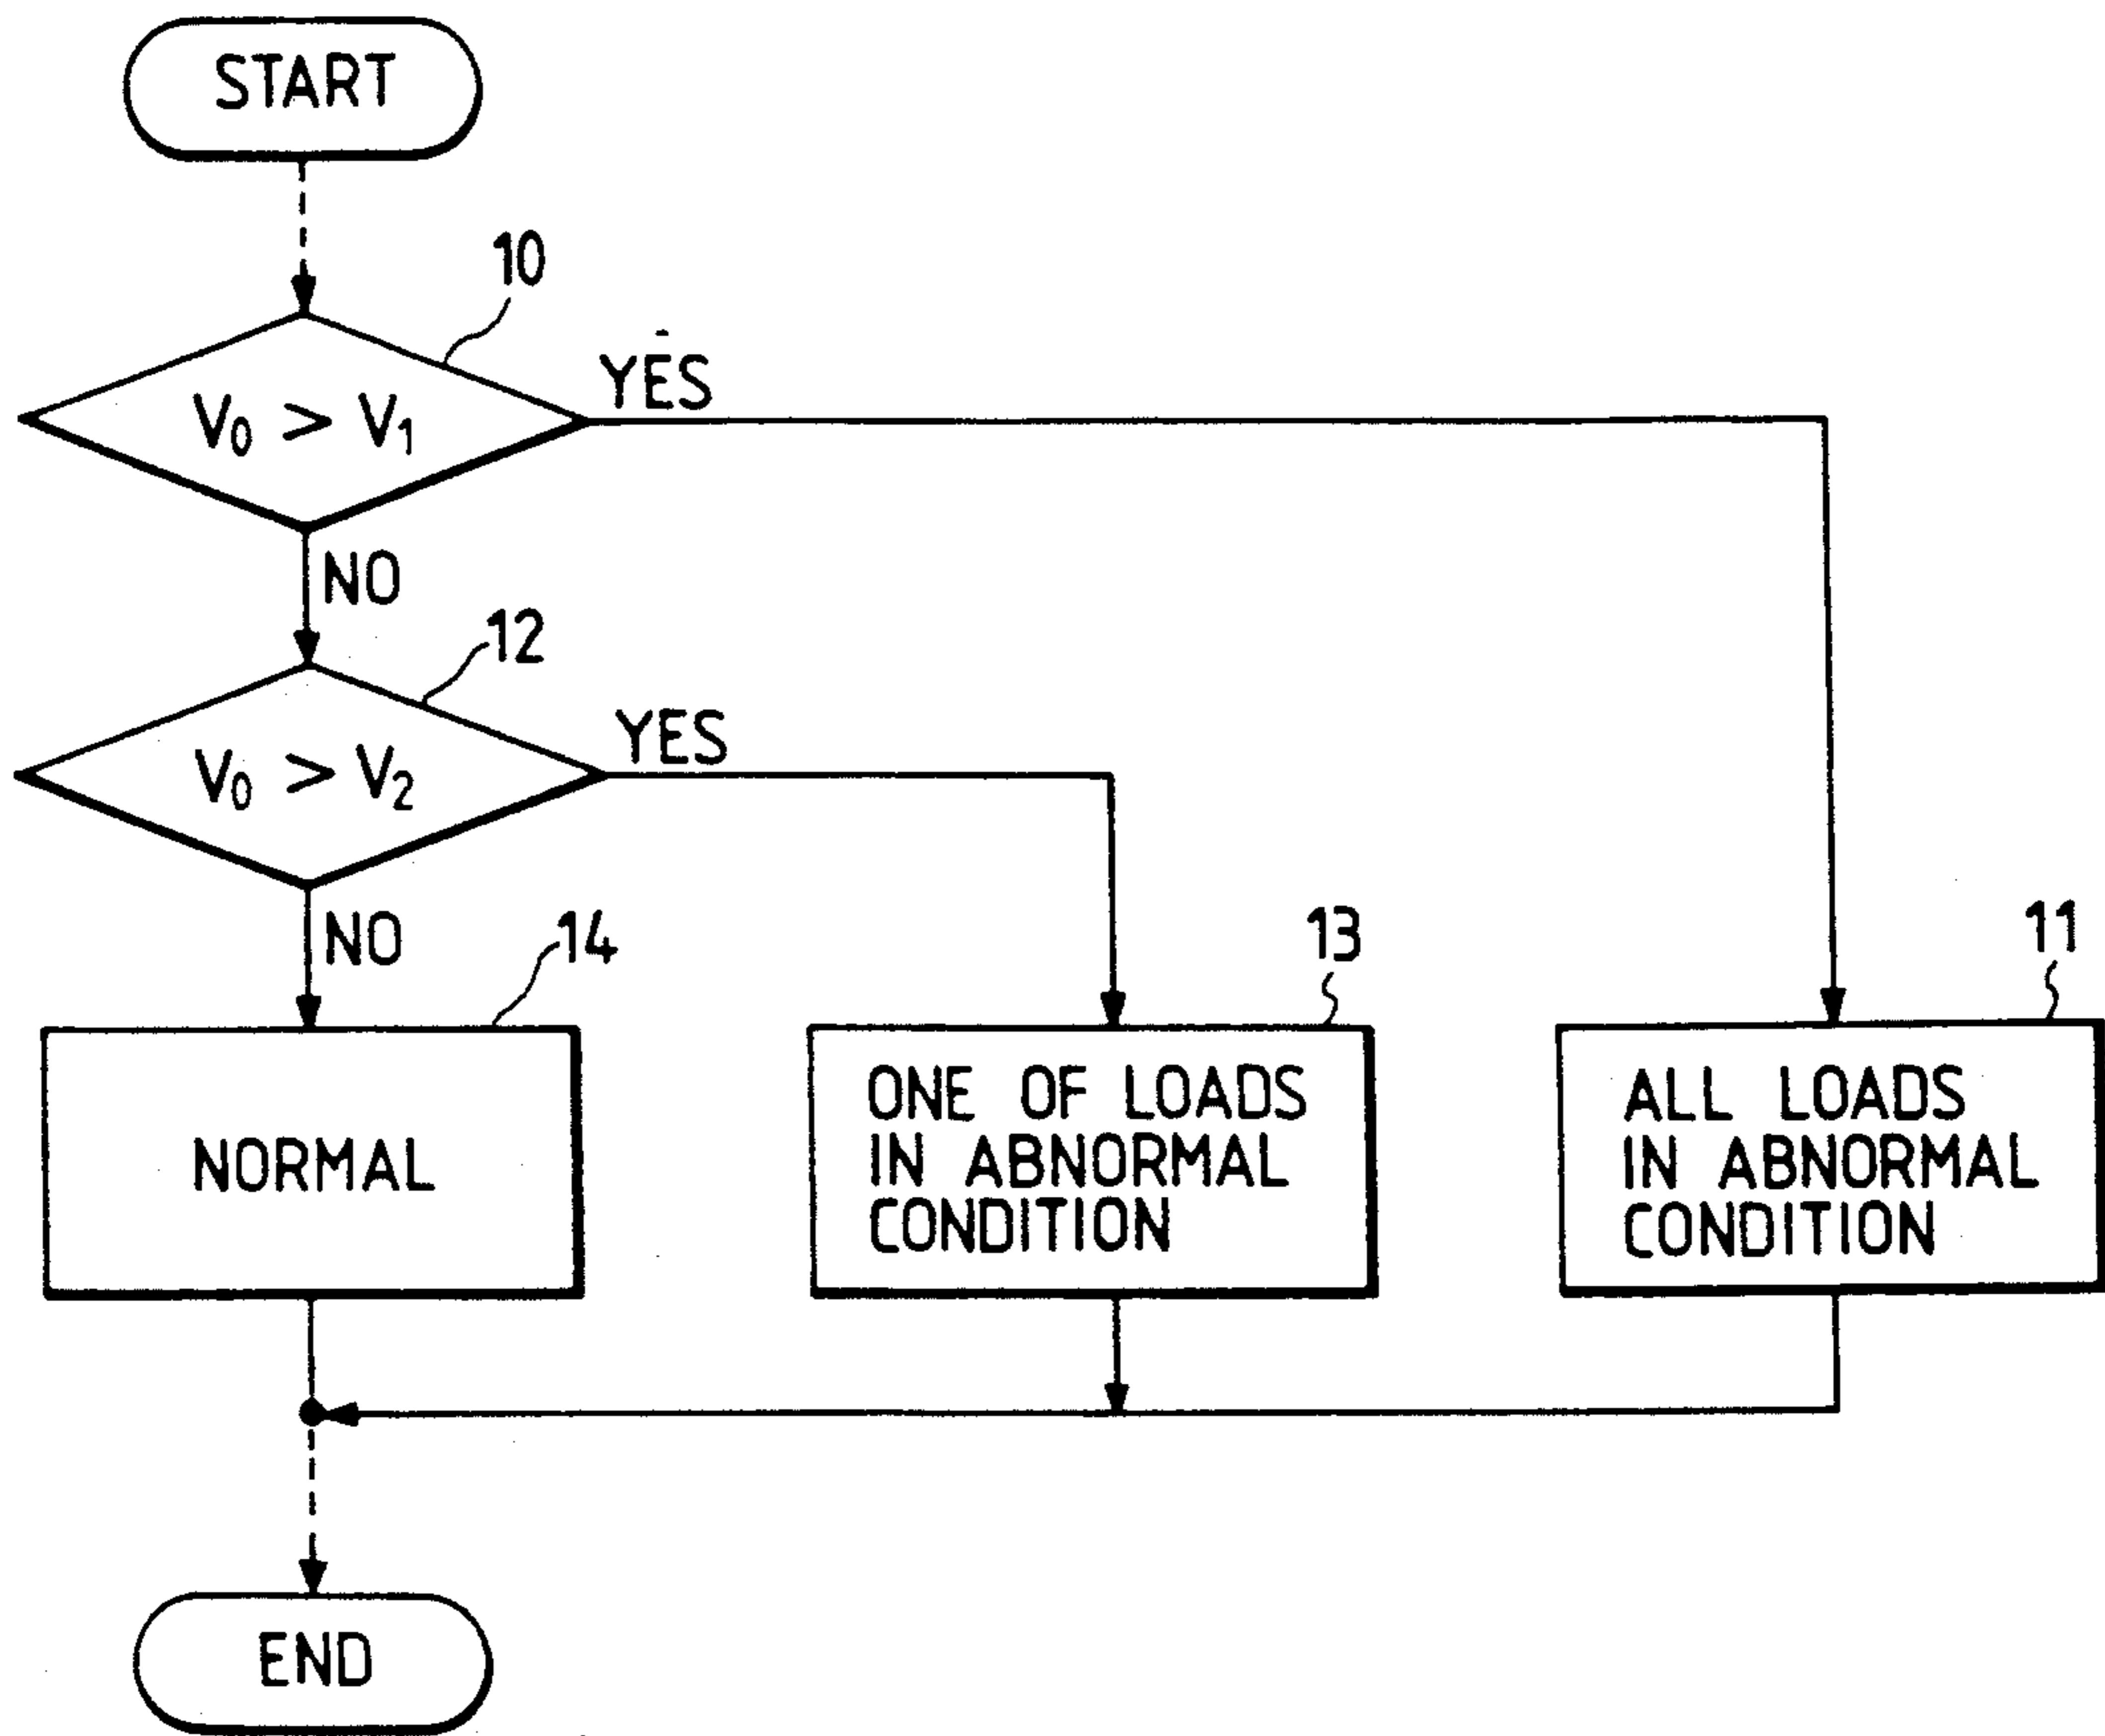 START
10
V₀ > V₁
YES
NO
12
V₀ > V₂
YES
NO
14
13
11
NORMAL
ONE OF LOADS
IN ABNORMAL
CONDITION
ALL LOADS
IN ABNORMAL
CONDITION
END